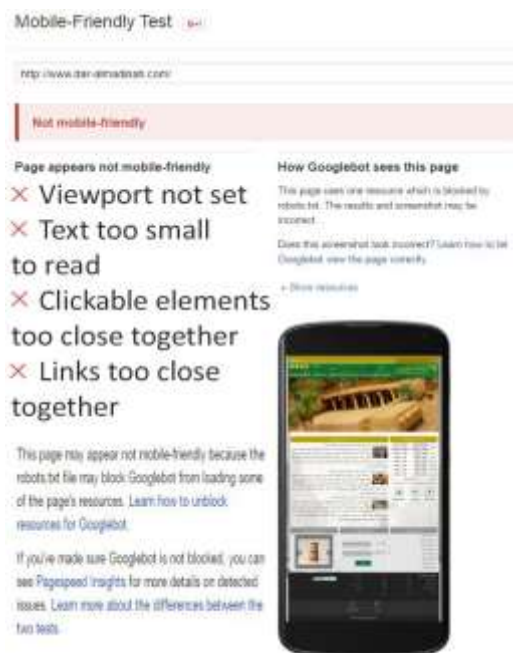 Mobile-Friendly Test
http://www.dar-almadinah.com/
Not mobile-friendly
Page appears not mobile-friendly
× Viewport not set
× Text too small
to read
× Clickable elements
too close together
× Links too close
together
This page may appear not mobile-friendly because the
robots.txt file may block Googlebot from loading some
of the page's resources. Learn how to unblock
resources for Googlebot.
If you've made sure Googlebot is not blocked, you can
see Pagespeed Insights for more details on detected
issues. Learn more about the differences between the
two tests.
How Googlebot sees this page
This page uses one resource which is blocked by
robots.txt. The results and screenshot may be
incorrect.
Does this screenshot look incorrect? Learn how to let
Googlebot view the page correctly.
+ Show resources